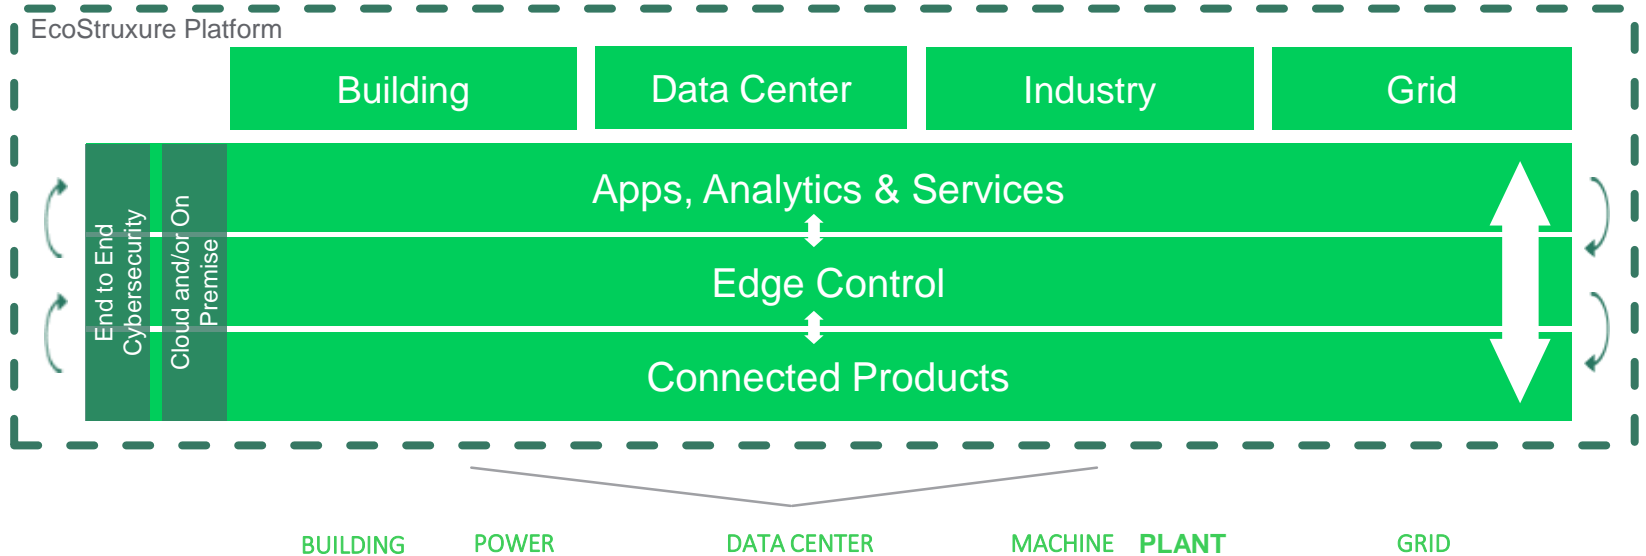 EcoStruxure Platform
Building
Data Center
Industry
Grid
End to End
Cybersecurity
Cloud and/or On
Premise
Apps, Analytics & Services
Edge Control
Connected Products
BUILDING
POWER
DATA CENTER
MACHINE
PLANT
GRID